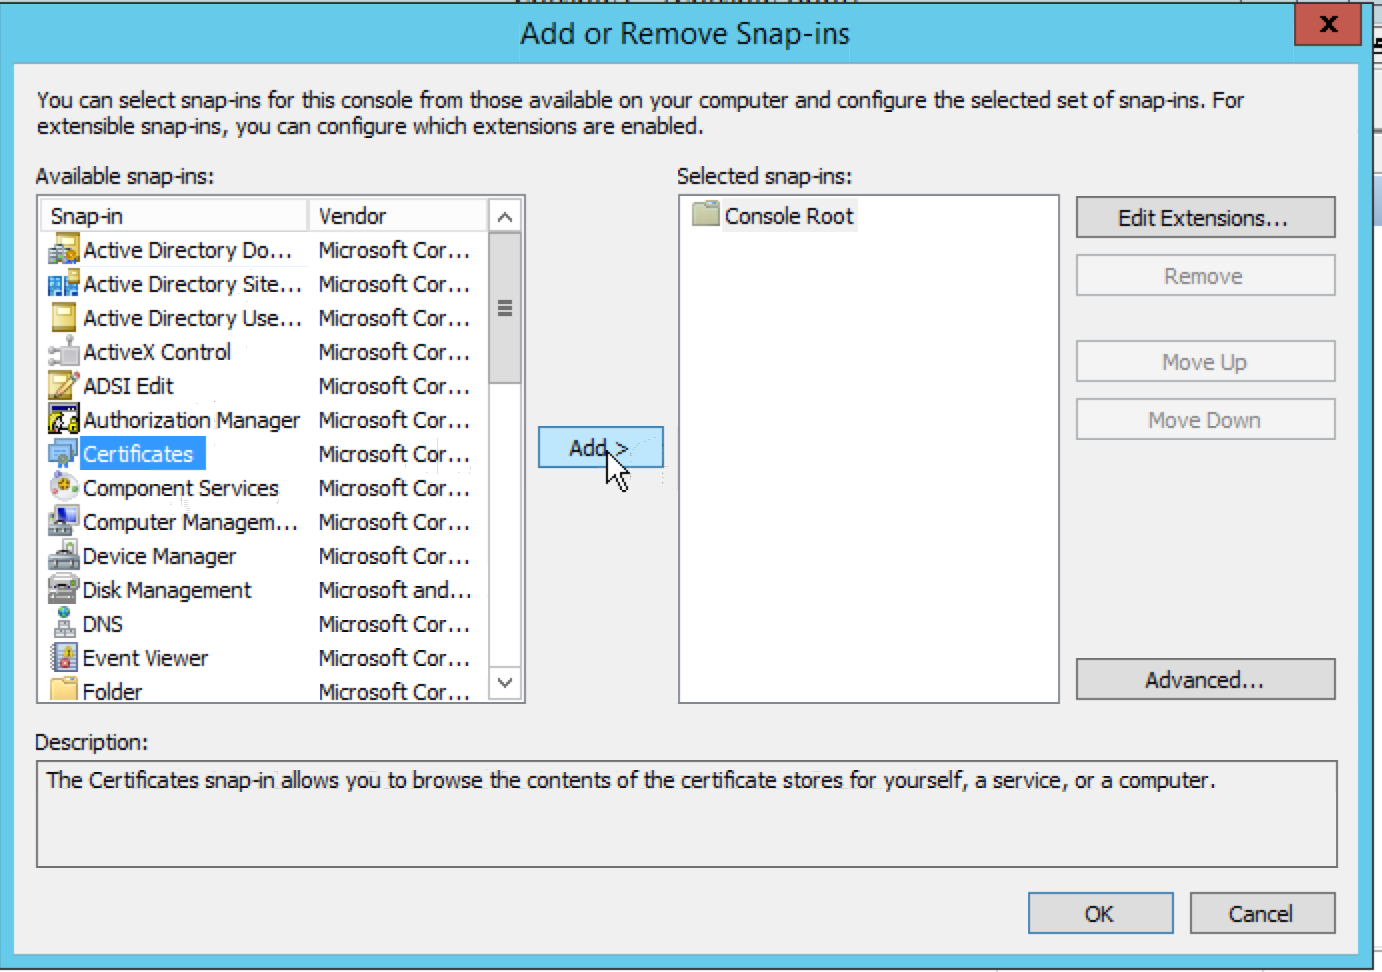 Add or Remove Snap-ins
X
You can select snap-ins for this console from those available on your computer and configure the selected set of snap-ins. For
extensible snap-ins, you can configure which extensions are enabled.
Available snap-ins:
Snap-in Vendor
Active Directory Do... Microsoft Cor...
Active Directory Site... Microsoft Cor...
Active Directory Use... Microsoft Cor...
ActiveX Control Microsoft Cor...
ADSI Edit Microsoft Cor...
Authorization Manager Microsoft Cor...
Certificates Microsoft Cor...
Component Services Microsoft Cor...
Computer Managem... Microsoft Cor...
Device Manager Microsoft Cor...
Disk Management Microsoft and...
DNS Microsoft Cor...
Event Viewer Microsoft Cor...
Folder Microsoft Cor...
Add >
Selected snap-ins:
Console Root
Edit Extensions...
Remove
Move Up
Move Down
Advanced...
Description:
The Certificates snap-in allows you to browse the contents of the certificate stores for yourself, a service, or a computer.
OK
Cancel